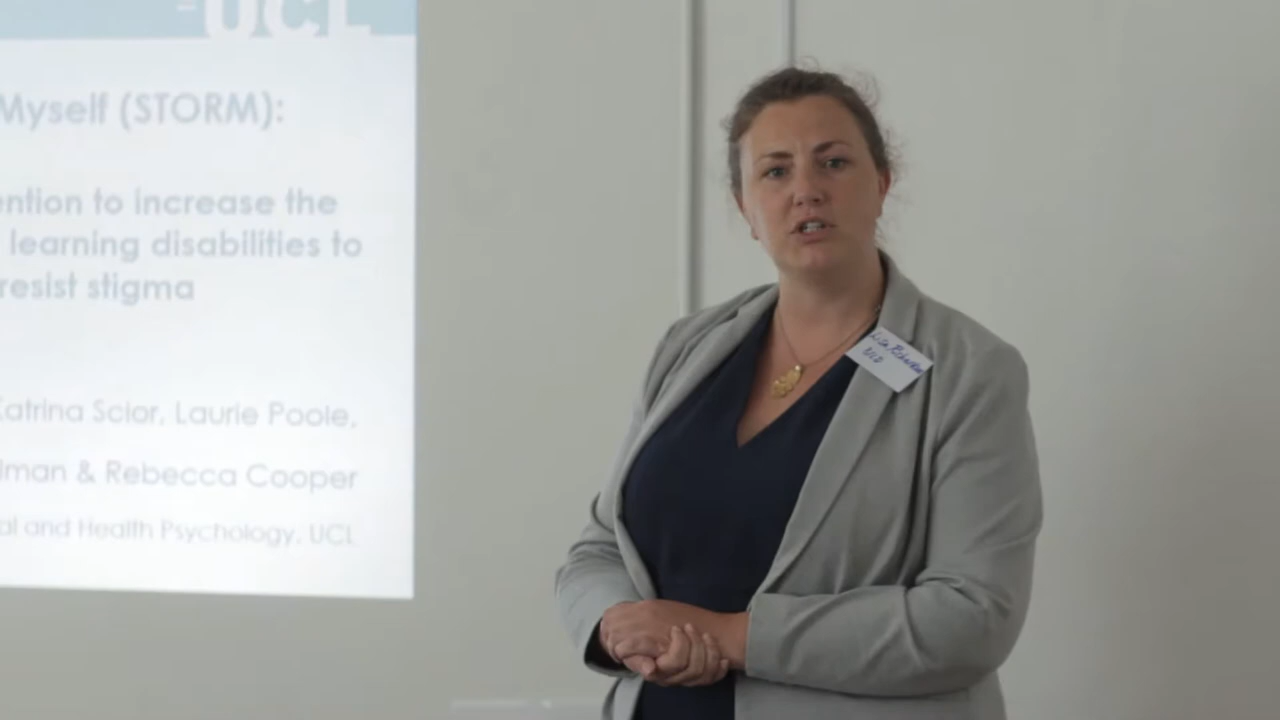 UCL
Myself (STORM):
ention to increase the
learning disabilities to
resist stigma
Katrina Scior, Laurie Poole,
lman & Rebecca Cooper
al and Health Psychology, UCL
Lisa